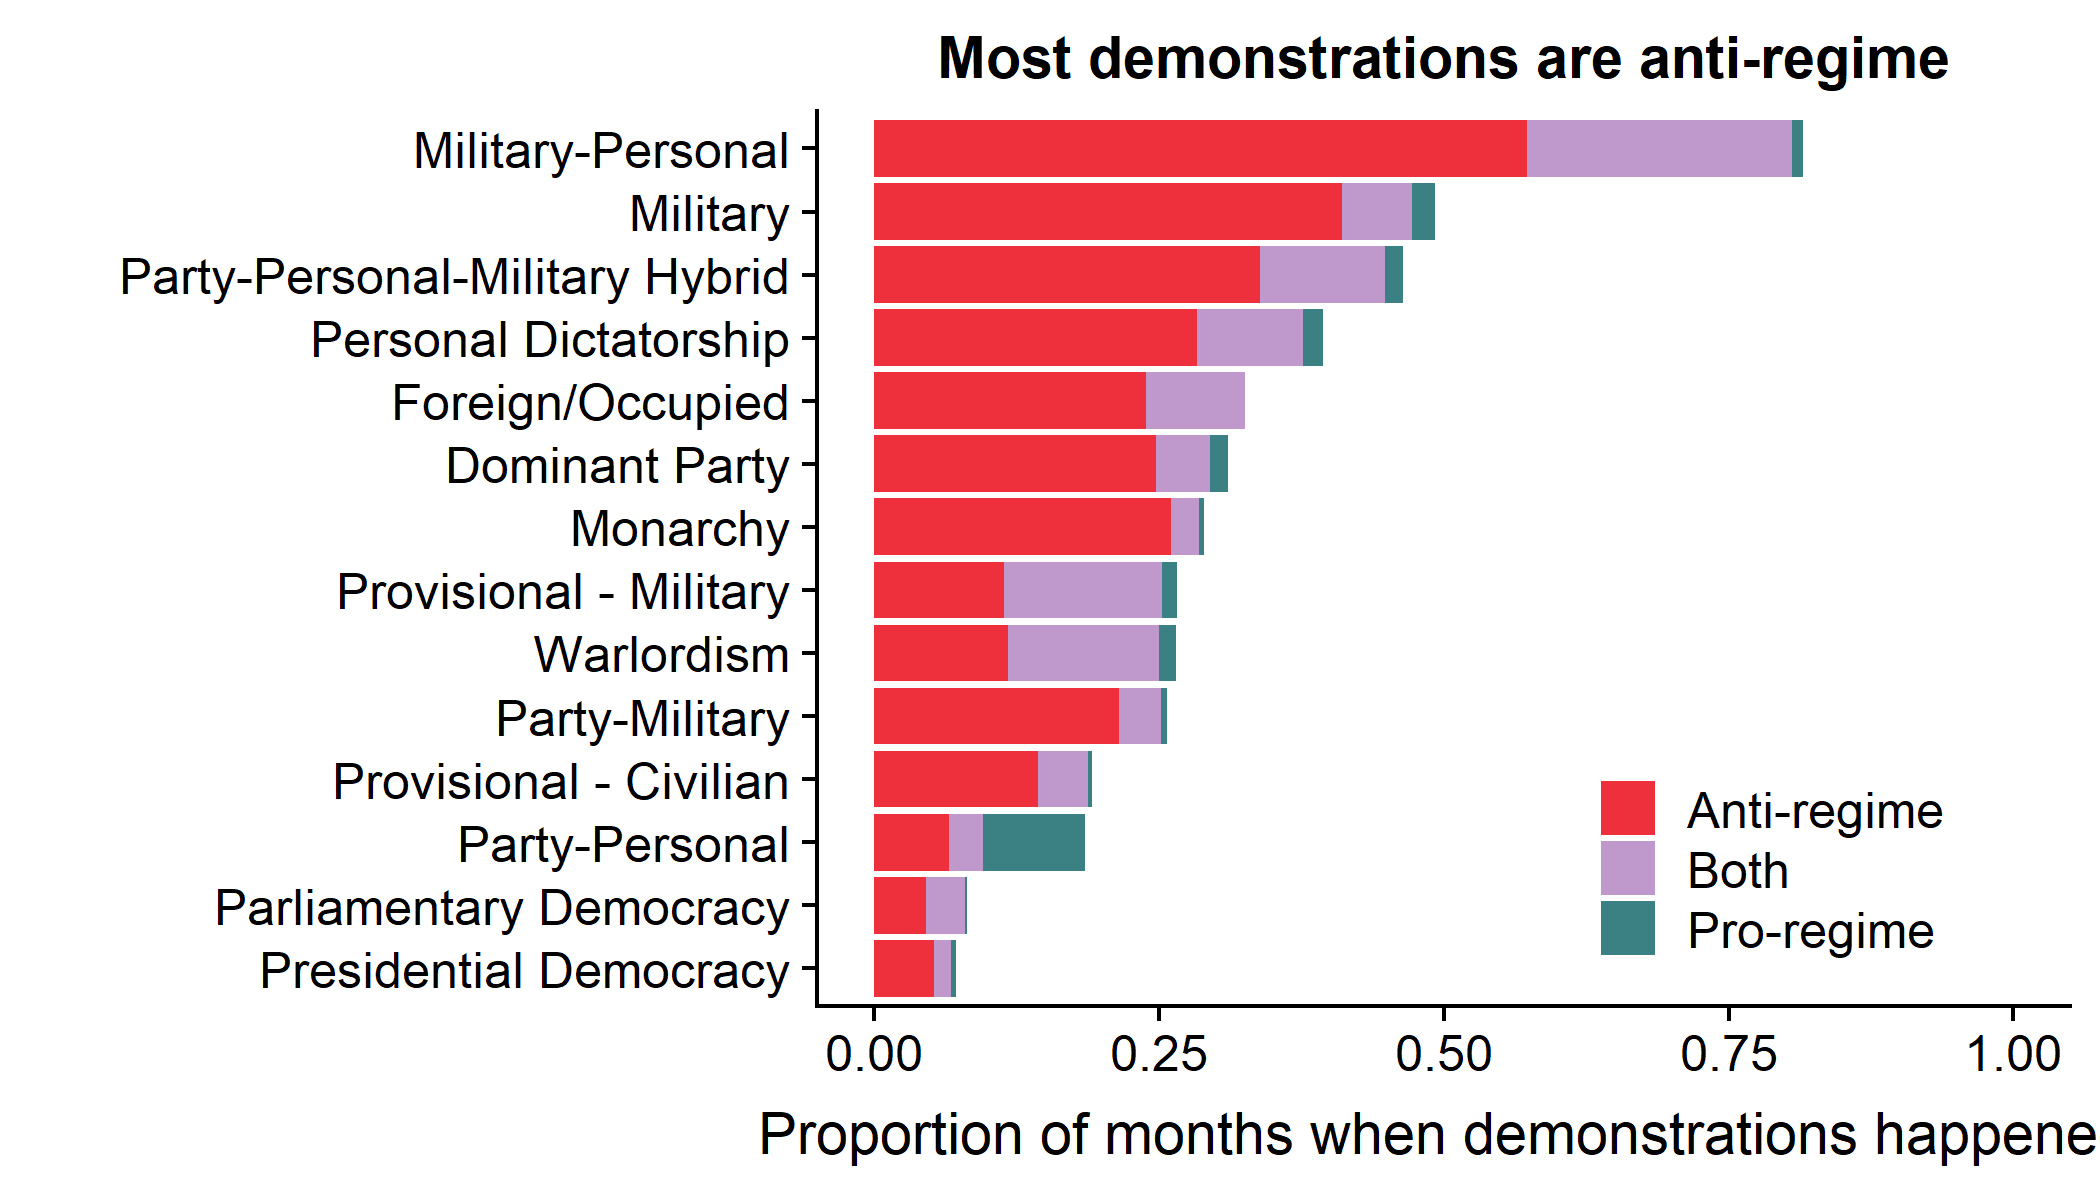 Most demonstrations are anti-regime
Military-Personal
Military
Party-Personal-Military Hybrid
Personal Dictatorship
Foreign/Occupied
Dominant Party
Monarchy
Provisional - Military
Warlordism
Party-Military
Provisional - Civilian
Party-Personal
Parliamentary Democracy
Presidential Democracy
Anti-regime
Both
Pro-regime
0.00 0.25 0.50 0.75 1.00
Proportion of months when demonstrations happene